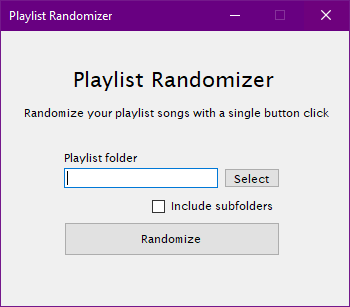 Playlist Randomizer
Playlist Randomizer
Randomize your playlist songs with a single button click
Playlist folder
Select
Include subfolders
Randomize